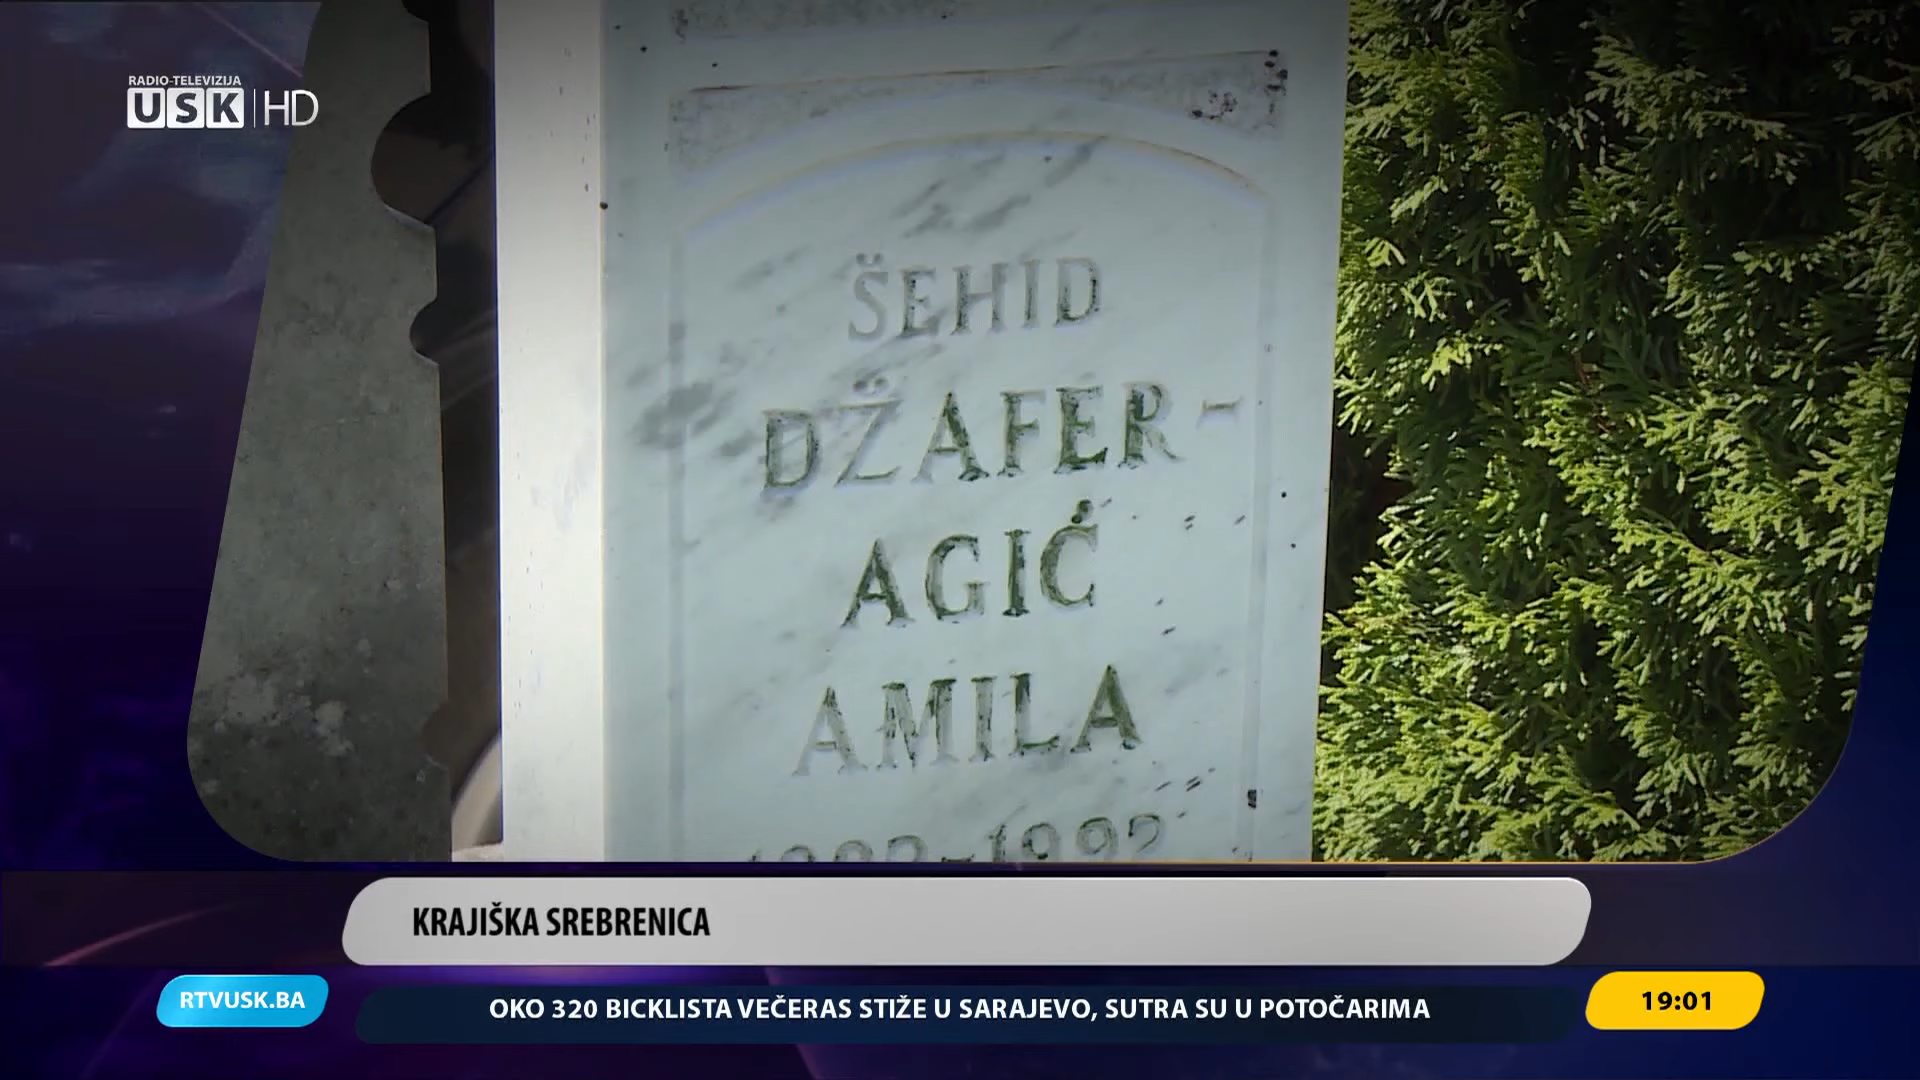 RADIO-TELEVIZIJA
USK HD
ŠEHID
DŽAFER-
AGIĆ
AMILA
1992
KRAJIŠKA SREBRENICA
RTVUSK.BA
OKO 320 BICKLISTA VEČERAS STIŽE U SARAJEVO, SUTRA SU U POTOČARIMA
19:01